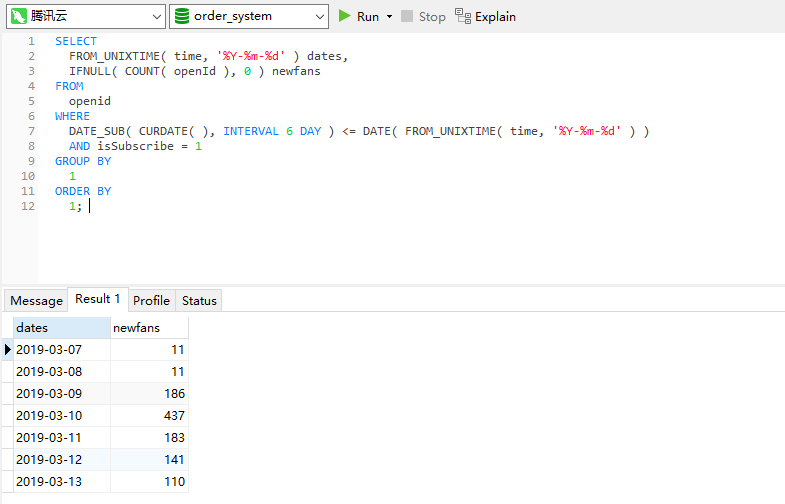 腾讯云 order_system Run Stop Explain
1 SELECT
2 FROM_UNIXTIME( time, '%Y-%m-%d' ) dates,
3 IFNULL( COUNT( openId ), 0 ) newfans
4 FROM
5 openid
6 WHERE
7 DATE_SUB( CURDATE( ), INTERVAL 6 DAY ) <= DATE( FROM_UNIXTIME( time, '%Y-%m-%d' ) )
8 AND isSubscribe = 1
9 GROUP BY
10 1
11 ORDER BY
12 1;
Message Result 1 Profile Status
dates newfans
2019-03-07 11
2019-03-08 11
2019-03-09 186
2019-03-10 437
2019-03-11 183
2019-03-12 141
2019-03-13 110